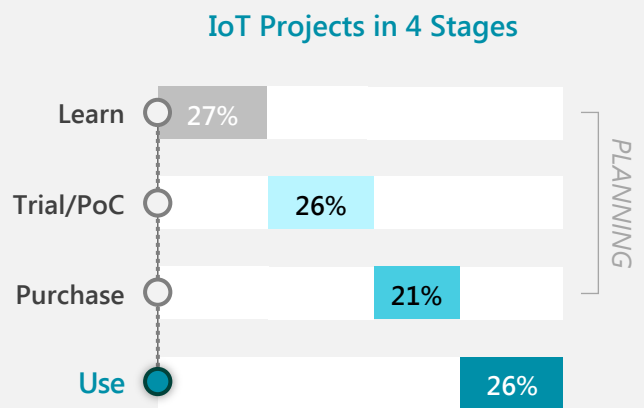 IoT Projects in 4 Stages
Learn
27%
Trial/PoC
26%
Purchase
21%
Use
26%
PLANNING